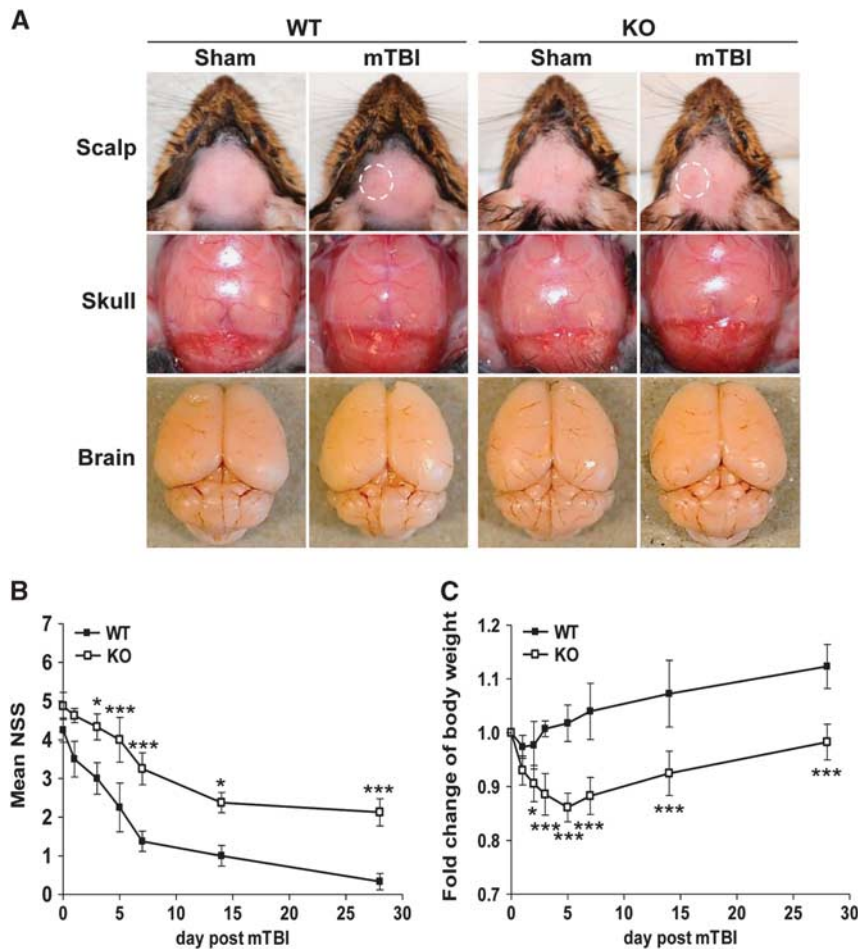 A
WT KO
Sham mTBI Sham mTBI
Scalp
Skull
Brain
B
7
6
5
4
3
2
1
0
Mean NSS
WT
KO
* *** *** * ***
0 5 10 15 20 25 30
day post mTBI
C
1.2
1.1
1.0
0.9
0.8
0.7
Fold change of body weight
WT
KO
* *** *** *** *** ***
0 5 10 15 20 25 30
day post mTBI